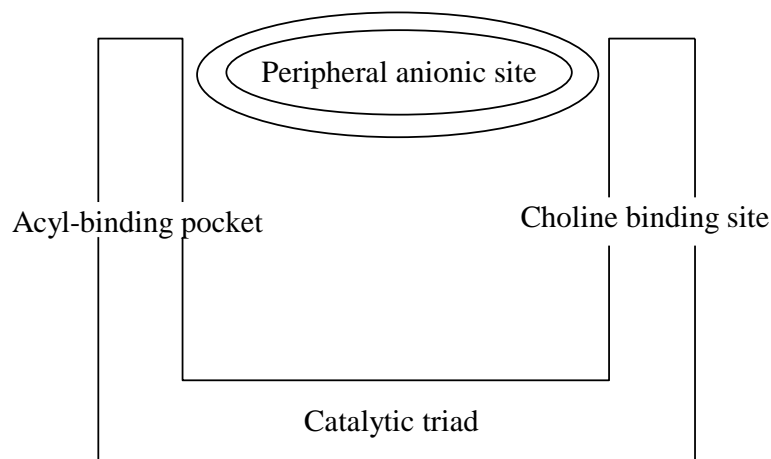 Peripheral anionic site
Acyl-binding pocket
Choline binding site
Catalytic triad